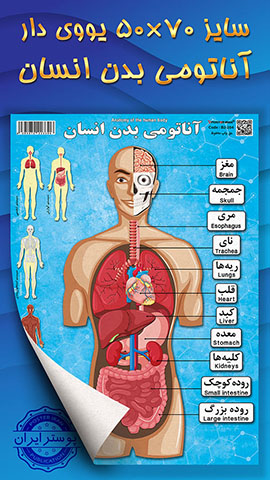 سایز ۷۰×۵۰ یووی دار
آناتومی بدن انسان
Anatomy of the Human Body
آناتومی بدن انسان
مغز
Brain
جمجمه
Skull
مری
Esophagus
نای
Trachea
ریه‌ها
Lungs
قلب
Heart
کبد
Liver
معده
Stomach
کلیه‌ها
Kidneys
روده کوچک
Small intestine
روده بزرگ
Large intestine
پوستر ایران